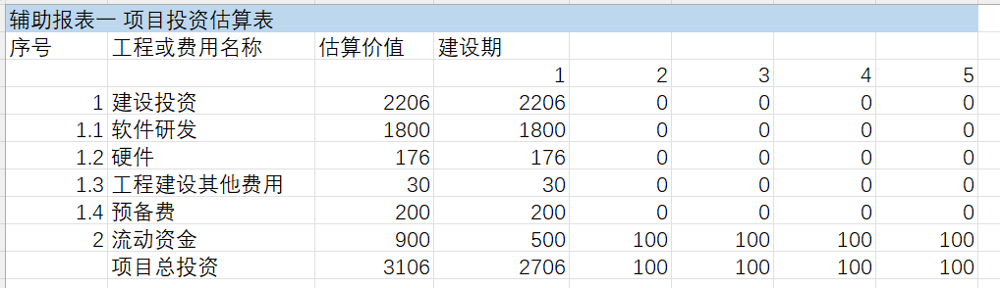 辅助报表一 项目投资估算表
序号 工程或费用名称 估算价值 建设期
1 2 3 4 5
1 建设投资 2206 2206 0 0 0 0
1.1 软件研发 1800 1800 0 0 0 0
1.2 硬件 176 176 0 0 0 0
1.3 工程建设其他费用 30 30 0 0 0 0
1.4 预备费 200 200 0 0 0 0
2 流动资金 900 500 100 100 100 100
项目总投资 3106 2706 100 100 100 100